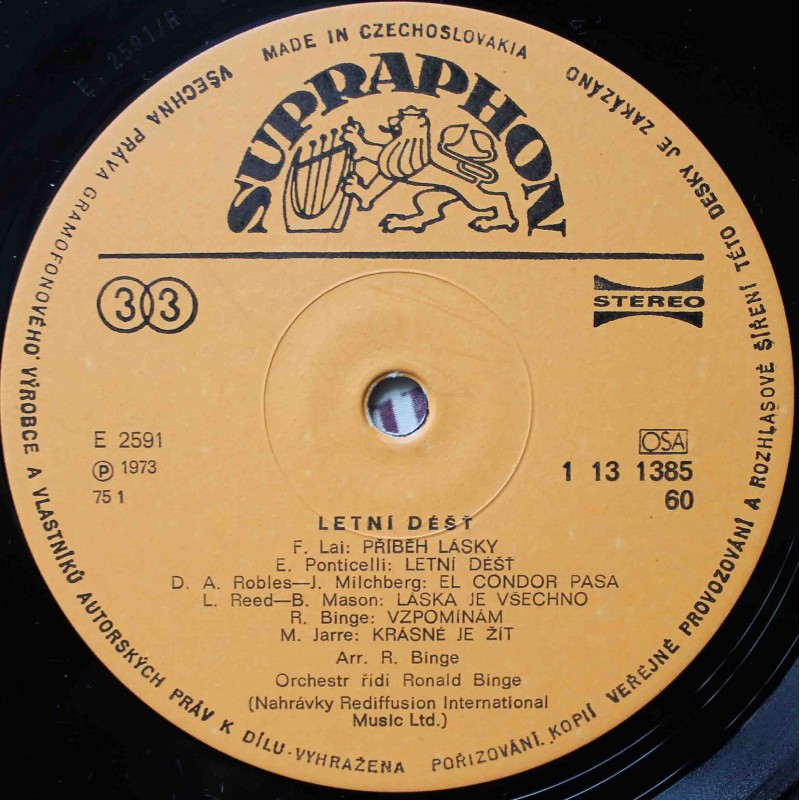 E 2591/R
MADE IN CZECHOSLOVAKIA
SUPRAPHON
33
STEREO
E 2591
℗ 1973
75 1
OSA
1 13 1385
60
LETNÍ DÉŠŤ
F. Lai: PŘIBĚH LÁSKY
E. Ponticelli: LETNÍ DÉŠŤ
D. A. Robles—J. Milchberg: EL CONDOR PASA
L. Reed—B. Mason: LÁSKA JE VŠECHNO
R. Binge: VZPOMÍNÁM
M. Jarre: KRÁSNÉ JE ŽÍT
Arr. R. Binge
Orchestr řídí Ronald Binge
(Nahrávky Rediffusion International
Music Ltd.)
VŠECHNA PRÁVA GRAMOFONOVÉHO VÝROBCE A VLASTNÍKŮ AUTORSKÝCH PRÁV K DÍLU VYHRAŽENA
POŘIZOVÁNÍ KOPIÍ VEŘEJNÉ PROVOZOVÁNÍ A ROZHLASOVÉ ŠÍŘENÍ TÉTO DESKY JE ZAKÁZÁNO